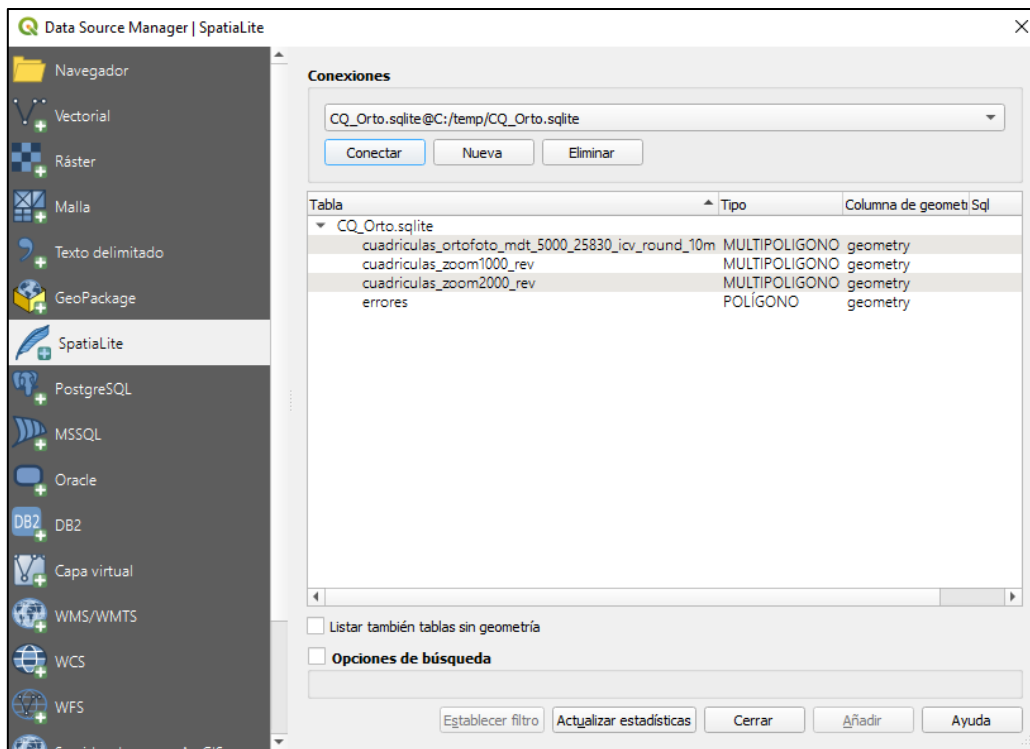 Data Source Manager | SpatiaLite
Navegador
Vectorial
Ráster
Malla
Texto delimitado
GeoPackage
SpatiaLite
PostgreSQL
MSSQL
Oracle
DB2
DB2
Capa virtual
WMS/WMTS
WCS
WFS
Conexiones
CQ_Orto.sqlite@C:/temp/CQ_Orto.sqlite
Conectar Nueva Eliminar
Tabla Tipo Columna de geometi Sql
CQ_Orto.sqlite
cuadriculas_ortofoto_mdt_5000_25830_icv_round_10m MULTIPOLIGONO geometry
cuadriculas_zoom1000_rev MULTIPOLIGONO geometry
cuadriculas_zoom2000_rev MULTIPOLIGONO geometry
errores POLÍGONO geometry
Listar también tablas sin geometría
Opciones de búsqueda
Establecer filtro Actualizar estadísticas Cerrar Añadir Ayuda